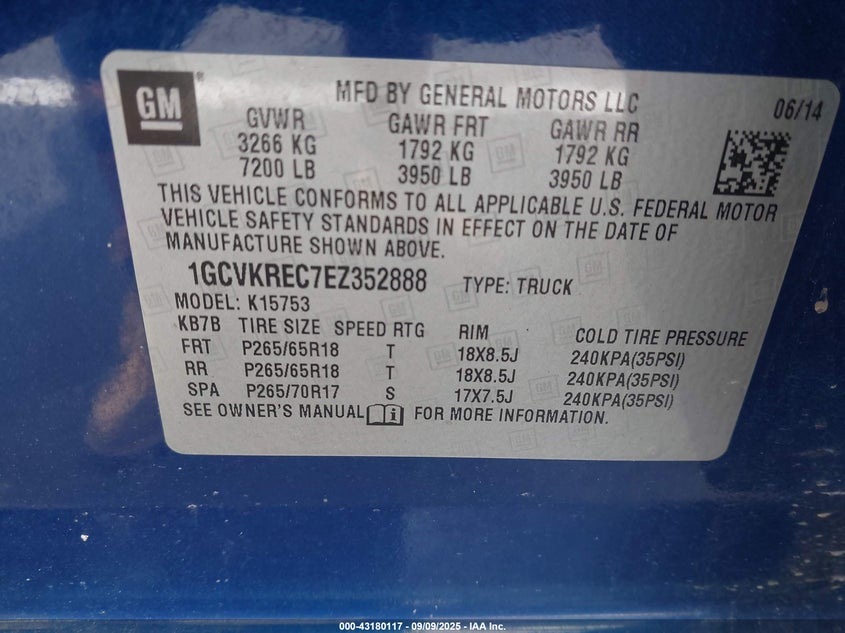 GM ®
MFD BY GENERAL MOTORS LLC 06/14
GVWR GAWR FRT GAWR RR
3266 KG 1792 KG 1792 KG
7200 LB 3950 LB 3950 LB
THIS VEHICLE CONFORMS TO ALL APPLICABLE U.S. FEDERAL MOTOR
VEHICLE SAFETY STANDARDS IN EFFECT ON THE DATE OF
MANUFACTURE SHOWN ABOVE.
1GCVKREC7EZ352888 TYPE: TRUCK
MODEL: K15753
KB7B TIRE SIZE SPEED RTG RIM COLD TIRE PRESSURE
FRT P265/65R18 T 18X8.5J 240KPA(35PSI)
RR P265/65R18 T 18X8.5J 240KPA(35PSI)
SPA P265/70R17 S 17X7.5J 240KPA(35PSI)
SEE OWNER'S MANUAL FOR MORE INFORMATION.
000-43180117 - 09/09/2025 - IAA Inc.